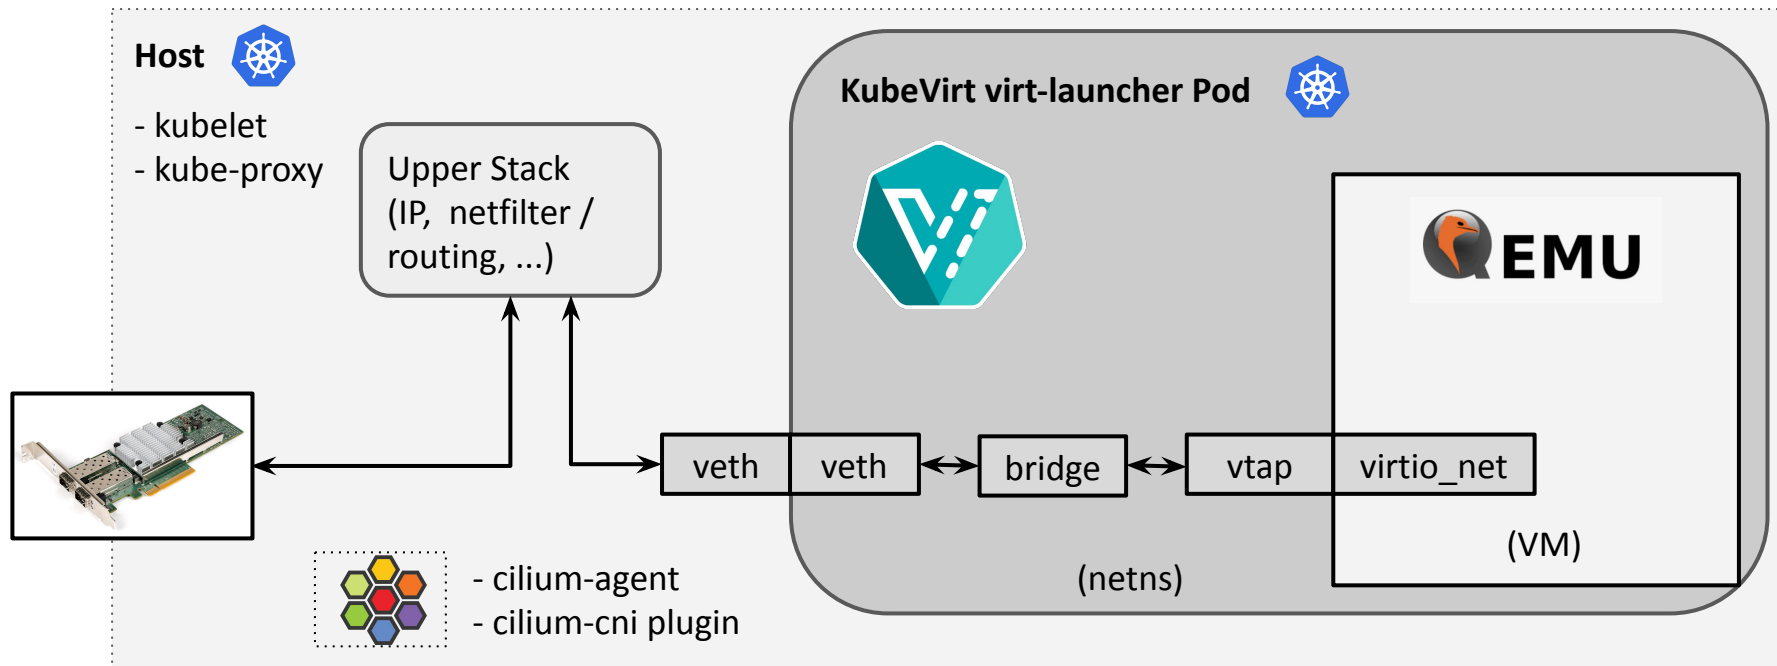 Host
- kubelet
- kube-proxy
Upper Stack
(IP, netfilter /
routing, ...)
KubeVirt virt-launcher Pod
QEMU
veth
veth
bridge
vtap
virtio_net
(VM)
(netns)
- cilium-agent
- cilium-cni plugin